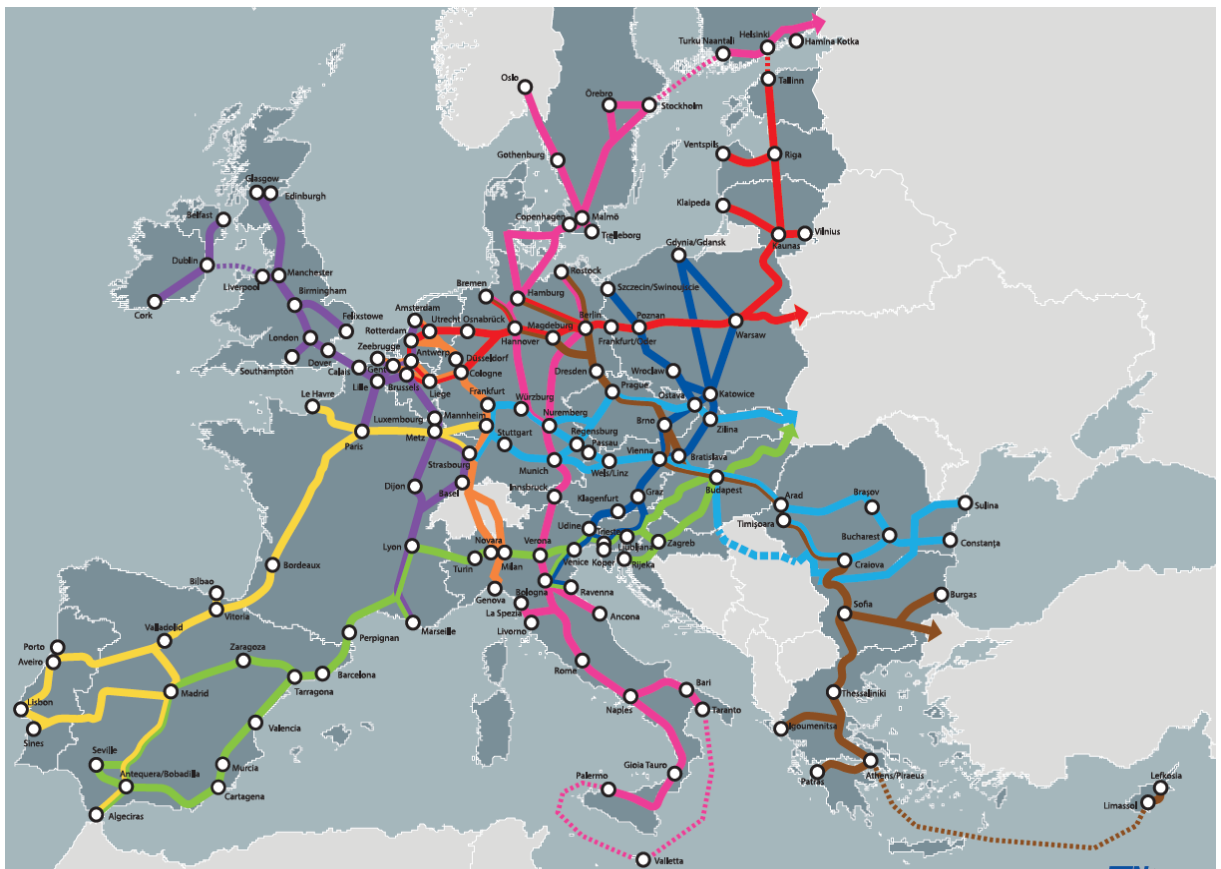 Turku Naantali
Helsinki
Hamina Kotka
Oslo
Örebro
Stockholm
Tallinn
Ventspils
Riga
Gothenburg
Glasgow
Edinburgh
Klaipeda
Belfast
Copenhagen
Malmö
Trelleborg
Kaunas
Vilnius
Gdynia/Gdansk
Dublin
Liverpool
Manchester
Rostock
Bremen
Szczecin/Swinoujscie
Cork
Birmingham
Hamburg
Felixstowe
Amsterdam
Utrecht
Osnabrück
Berlin
Poznan
Rotterdam
Magdeburg
Hannover
Frankfurt/Oder
Warsaw
London
Zeebrugge
Antwerp
Dover
Gent
Düsseldorf
Southampton
Calais
Cologne
Dresden
Wroclaw
Lille
Brussels
Liege
Frankfurt
Prague
Katowice
Le Havre
Würzburg
Ostava
Luxembourg
Mannheim
Nuremberg
Brno
Zilina
Paris
Metz
Stuttgart
Regensburg
Passau
Strasbourg
Munich
Wels/Linz
Vienna
Bratislava
Basel
Dijon
Innsbruck
Klagenfurt
Graz
Budapest
Arad
Braşov
Sulina
Udine
Trieste
Timişoara
Lyon
Novara
Verona
Ljubljana
Zagreb
Bucharest
Constanţa
Turin
Milan
Venice
Koper
Rijeka
Craiova
Bordeaux
Bilbao
Genova
Bologna
Ravenna
La Spezia
Ancona
Burgas
Vitoria
Marseille
Livorno
Sofia
Valladolid
Perpignan
Porto
Aveiro
Zaragoza
Rome
Barcelona
Madrid
Tarragona
Bari
Thessaliniki
Lisbon
Naples
Taranto
Valencia
Igoumenitsa
Sines
Seville
Murcia
Gioia Tauro
Athens/Piraeus
Antequera/Bobadilla
Palermo
Patras
Lefkosia
Cartagena
Limassol
Algeciras
Valletta